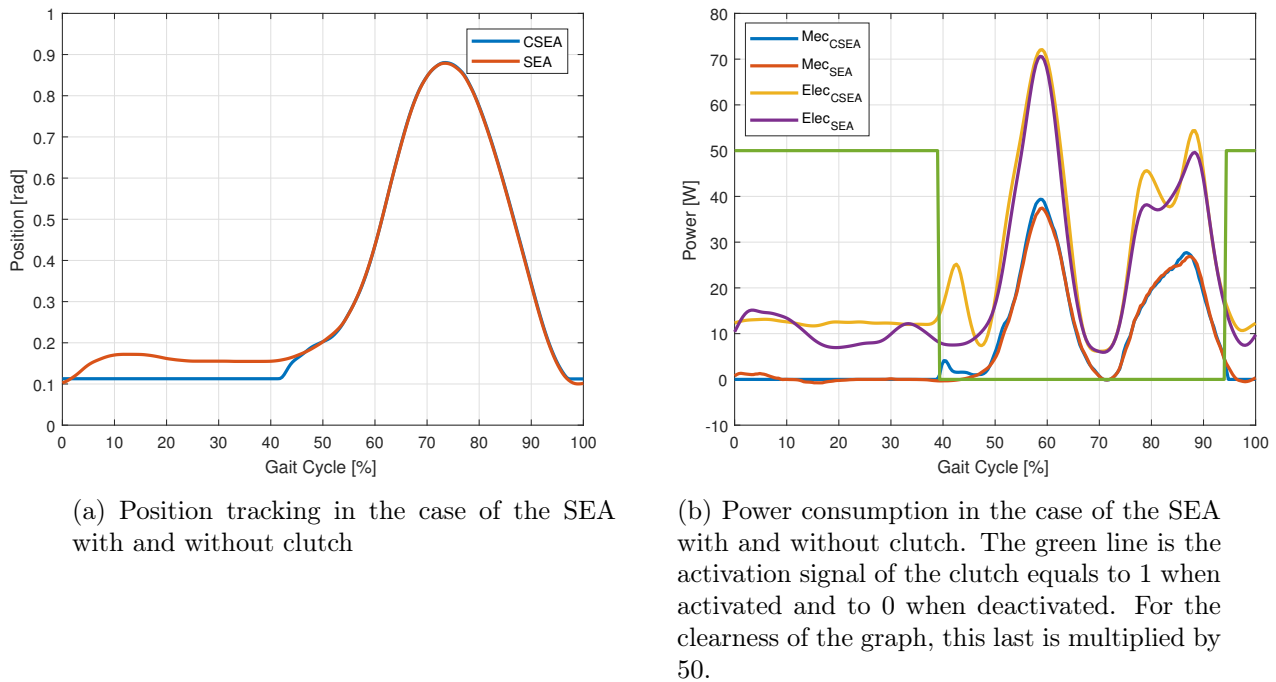 1
0.9
0.8
0.7
0.6
0.5
0.4
0.3
0.2
0.1
0
Position [rad]
CSEA
SEA
0 10 20 30 40 50 60 70 80 90 100
Gait Cycle [%]
(a) Position tracking in the case of the SEA
with and without clutch
80
70
60
50
40
30
20
10
0
-10
Power [W]
Mec_CSEA
Mec_SEA
Elec_CSEA
Elec_SEA
0 10 20 30 40 50 60 70 80 90 100
Gait Cycle [%]
(b) Power consumption in the case of the SEA
with and without clutch. The green line is the
activation signal of the clutch equals to 1 when
activated and to 0 when deactivated. For the
clearness of the graph, this last is multiplied by
50.